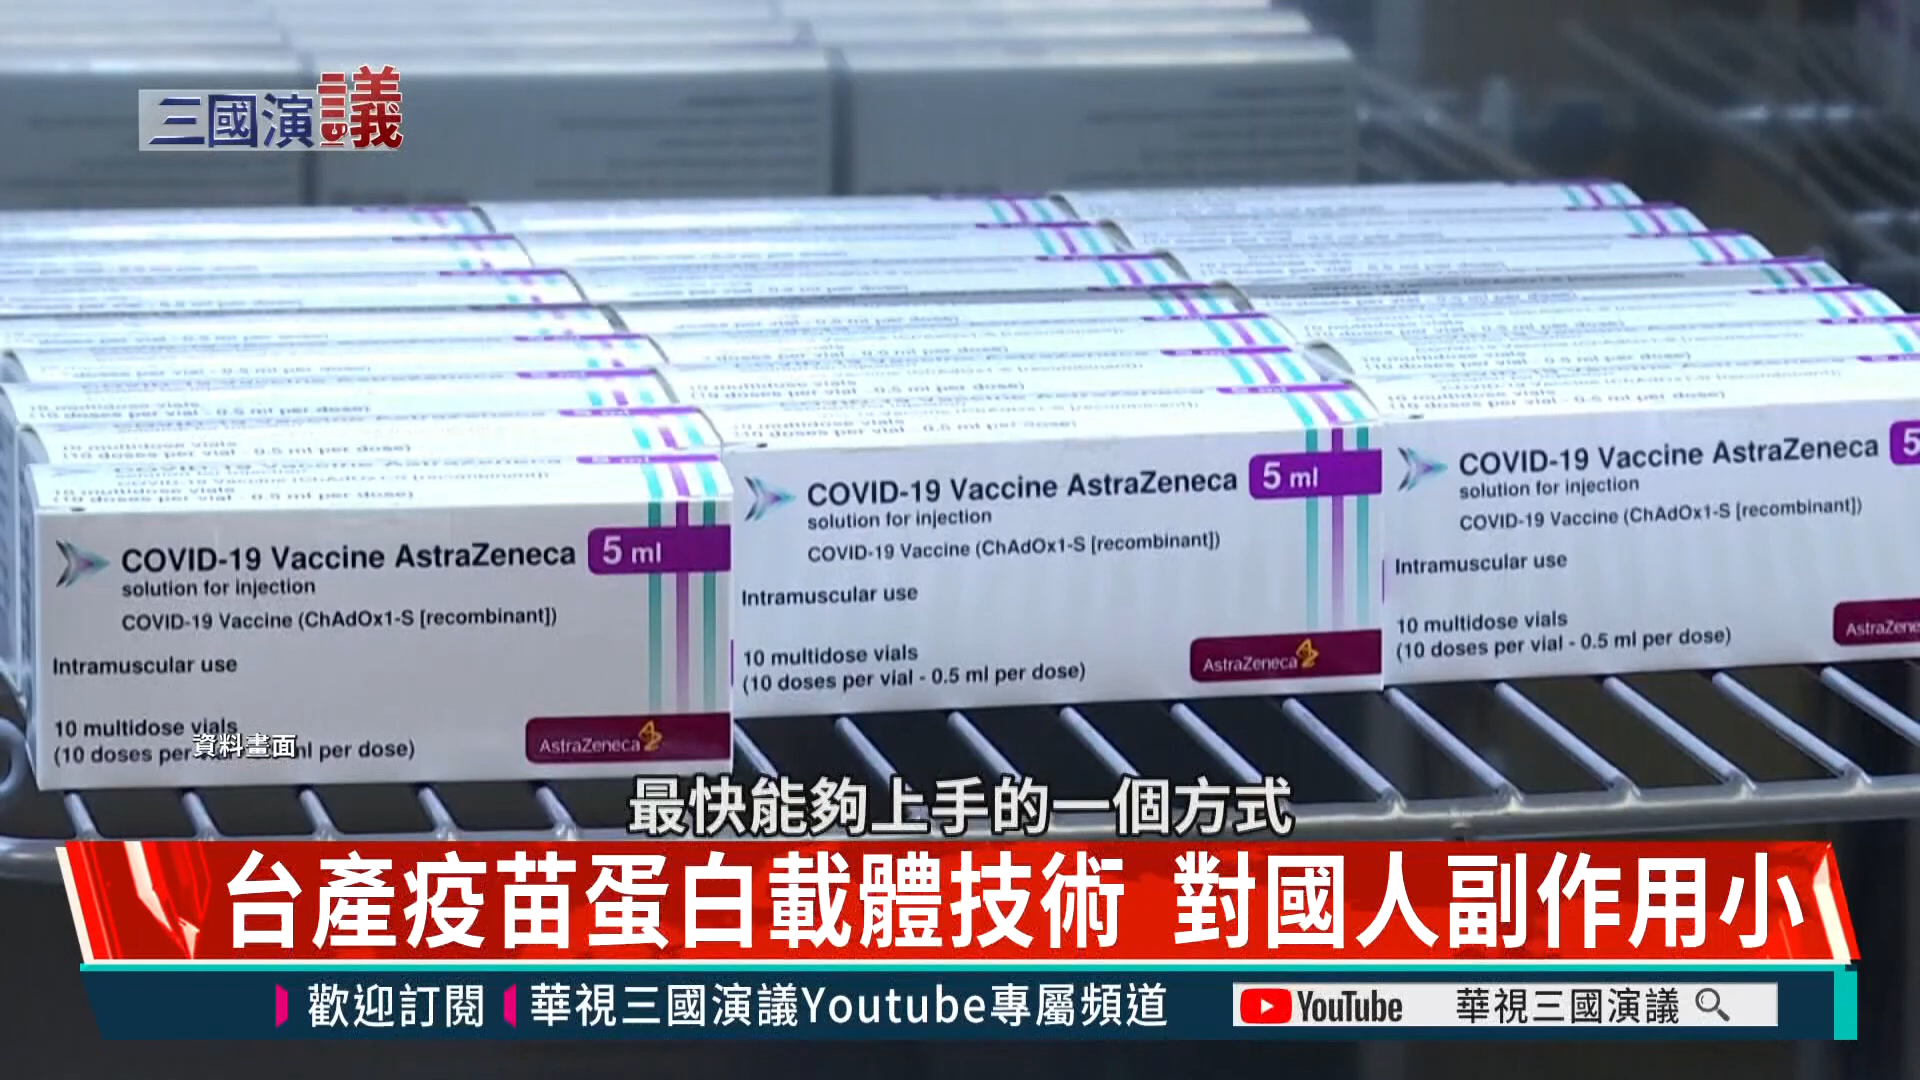 三國演議
COVID-19 Vaccine AstraZeneca 5 ml
solution for injection
COVID-19 Vaccine (ChAdOx1-S [recombinant])
Intramuscular use
10 multidose vials
(10 doses per ml per dose)
AstraZeneca
資料畫面
COVID-19 Vaccine AstraZeneca 5 ml
solution for injection
COVID-19 Vaccine (ChAdOx1-S [recombinant])
Intramuscular use
10 multidose vials
(10 doses per vial - 0.5 ml per dose)
AstraZeneca
COVID-19 Vaccine AstraZeneca 5
solution for injection
COVID-19 Vaccine (ChAdOx1-S [recombinant])
Intramuscular use
10 multidose vials
(10 doses per vial - 0.5 ml per dose)
AstraZene
最快能夠上手的一個方式
台產疫苗蛋白載體技術 對國人副作用小
歡迎訂閱 華視三國演議Youtube專屬頻道
YouTube 華視三國演議